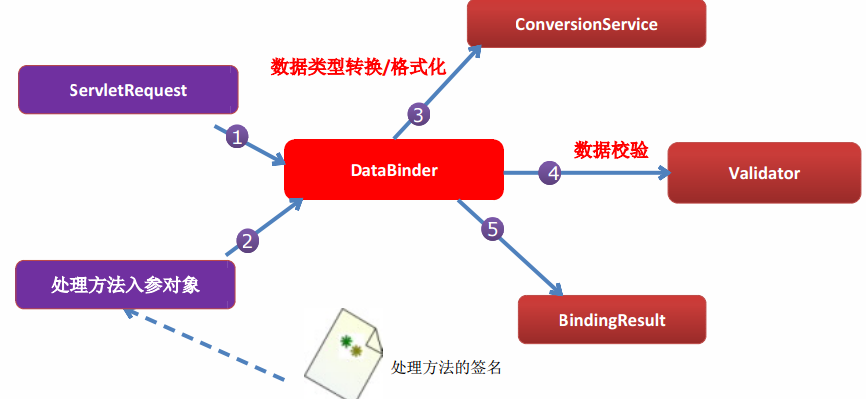 ConversionService
数据类型转换/格式化
ServletRequest
3
1
数据校验
DataBinder
4
Validator
2
5
处理方法入参对象
BindingResult
处理方法的签名